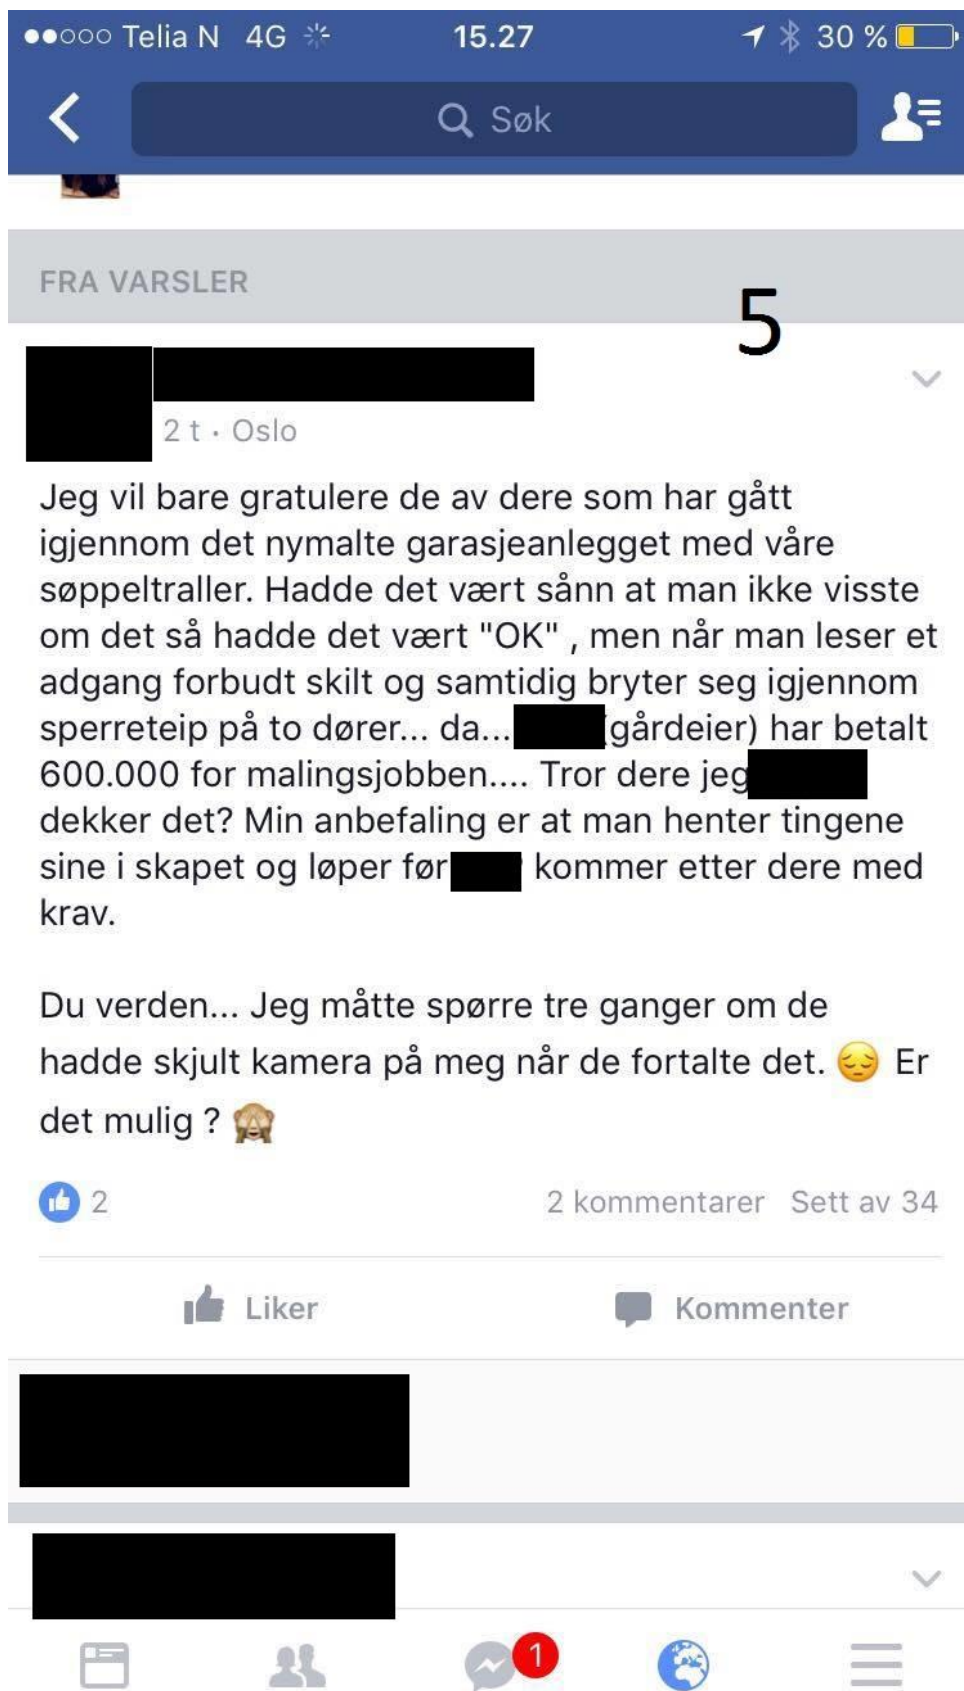 Telia N 4G 15.27 30 %
Søk
FRA VARSLER
5
2 t · Oslo
Jeg vil bare gratulere de av dere som har gått
igjennom det nymalte garasjeanlegget med våre
søppeltraller. Hadde det vært sånn at man ikke visste
om det så hadde det vært "OK" , men når man leser et
adgang forbudt skilt og samtidig bryter seg igjennom
sperreteip på to dører... da... (gårdeier) har betalt
600.000 for malingsjobben.... Tror dere jeg
dekker det? Min anbefaling er at man henter tingene
sine i skapet og løper før kommer etter dere med
krav.
Du verden... Jeg måtte spørre tre ganger om de
hadde skjult kamera på meg når de fortalte det. 😔 Er
det mulig ? 🙈
2 2 kommentarer Sett av 34
Liker Kommenter
1